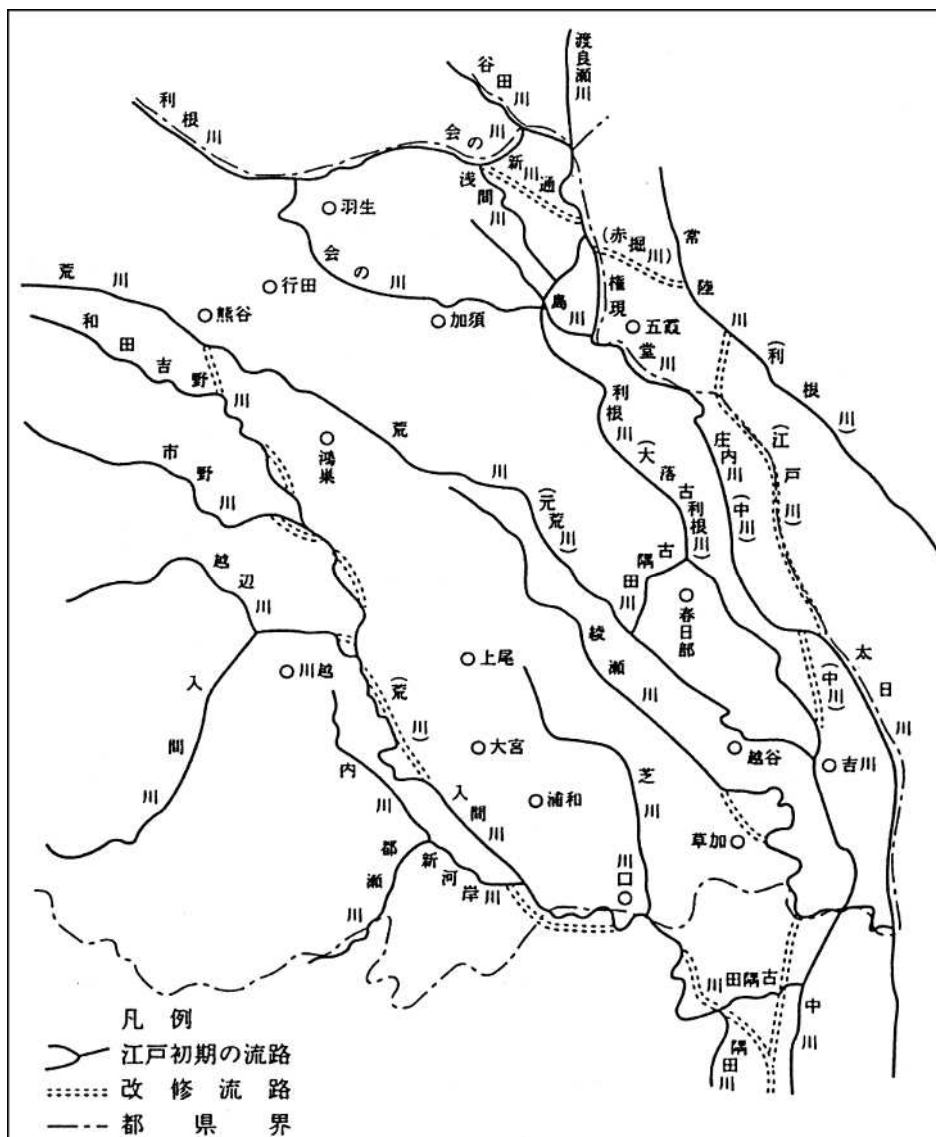 利根川
谷田川
渡良瀬川
会の川
新川通
浅間川
(赤堀川)
常陸川(利根川)
羽生
会の川
島川
権現堂川
五霞
行田
加須
荒川
熊谷
和田吉野川
鴻巣
市野川
荒川(元荒川)
利根川(大落古利根川)
庄内川(中川)
(江戸川)
古隅田川
春日部
越辺川
綾瀬川
太日川
(中川)
川越
上尾
(荒川)
入間川
大宮
越谷
吉川
内川
入間川
浦和
芝川
草加
川口
都瀬川
新河岸川
川田隅古
中川
隅田川
凡例
江戸初期の流路
改修流路
都県界